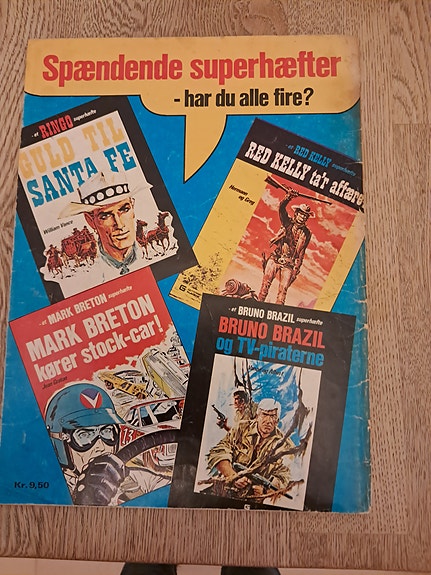 Spændende superhæfter
- har du alle fire?
- et RINGO superhæfte
GULD TIL
SANTA FE
William Vance
- et RED KELLY superhæfte
RED KELLY ta'r affære
Hermann
og Greg
- et MARK BRETON superhæfte
MARK BRETON
kører stock-car!
Jean Graton
- et BRUNO BRAZIL superhæfte
BRUNO BRAZIL
og TV-piraterne
Kr. 9,50